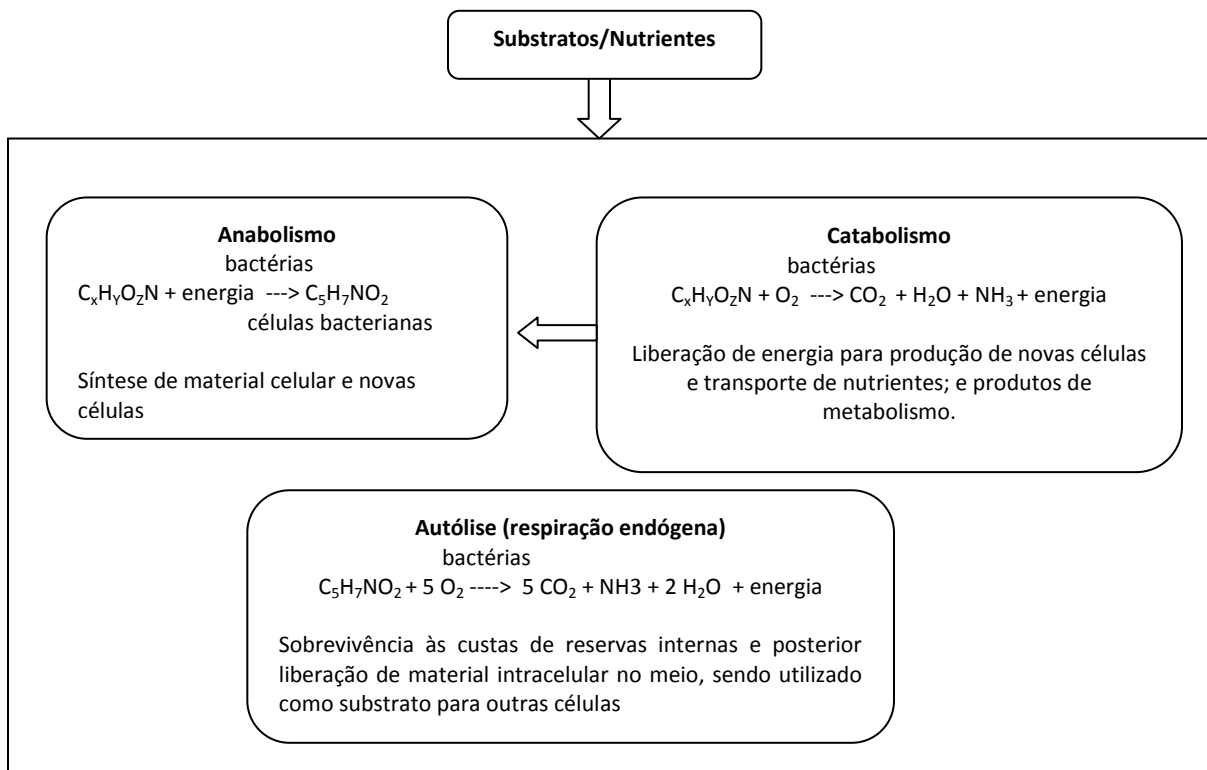 Substratos/Nutrientes
Anabolismo
bactérias
CₓHᵧO_ZN + energia ---> C₅H₇NO₂
células bacterianas
Síntese de material celular e novas
células
Catabolismo
bactérias
CₓHᵧO_ZN + O₂ ---> CO₂ + H₂O + NH₃ + energia
Liberação de energia para produção de novas células
e transporte de nutrientes; e produtos de
metabolismo.
Autólise (respiração endógena)
bactérias
C₅H₇NO₂ + 5 O₂ ----> 5 CO₂ + NH3 + 2 H₂O + energia
Sobrevivência às custas de reservas internas e posterior
liberação de material intracelular no meio, sendo utilizado
como substrato para outras células